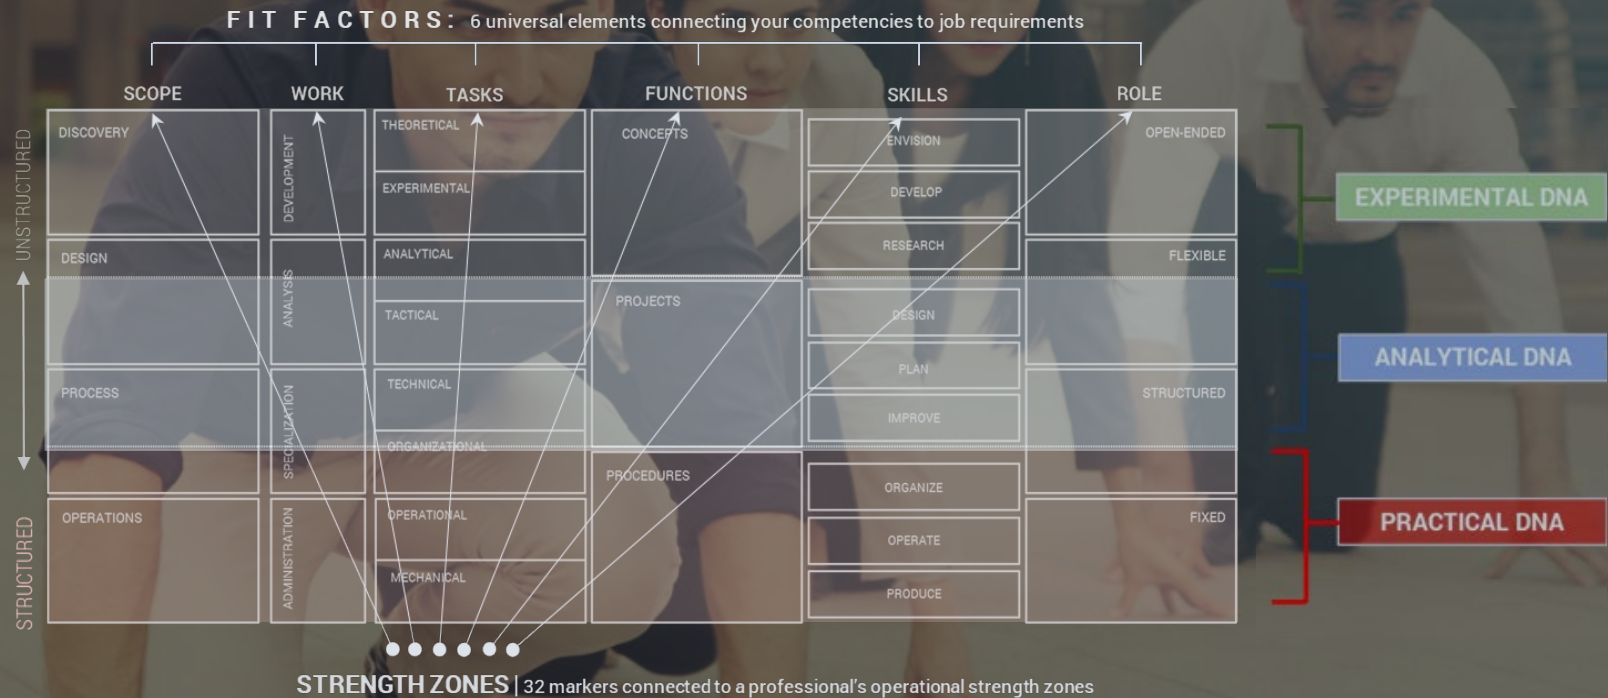 FIT FACTORS: 6 universal elements connecting your competencies to job requirements
SCOPE WORK TASKS FUNCTIONS SKILLS ROLE
UNSTRUCTURED
STRUCTURED
DISCOVERY
DESIGN
PROCESS
OPERATIONS
DEVELOPMENT
ANALYSIS
SPECIALIZATION
ADMINISTRATION
THEORETICAL
EXPERIMENTAL
ANALYTICAL
TACTICAL
TECHNICAL
ORGANIZATIONAL
OPERATIONAL
MECHANICAL
CONCEPTS
PROJECTS
PROCEDURES
ENVISION
DEVELOP
RESEARCH
DESIGN
PLAN
IMPROVE
ORGANIZE
OPERATE
PRODUCE
OPEN-ENDED
FLEXIBLE
STRUCTURED
FIXED
EXPERIMENTAL DNA
ANALYTICAL DNA
PRACTICAL DNA
STRENGTH ZONES | 32 markers connected to a professional's operational strength zones